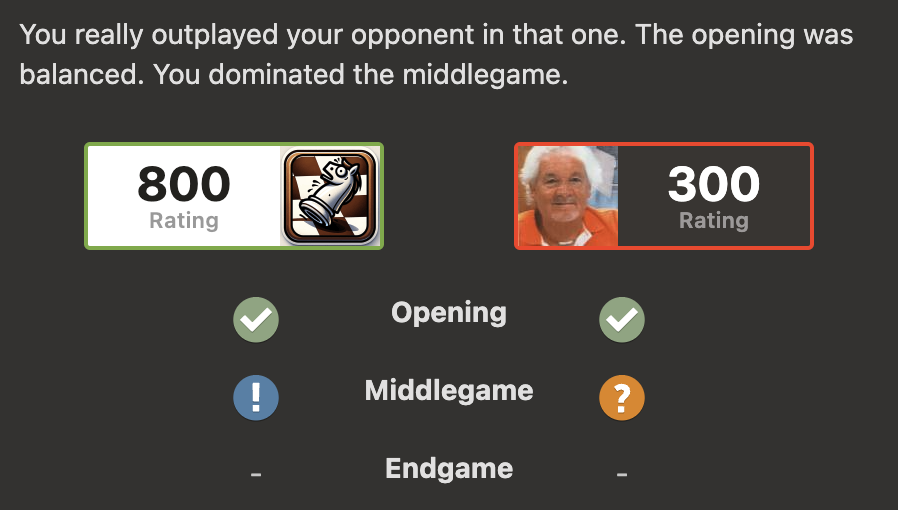 You really outplayed your opponent in that one. The opening was
balanced. You dominated the middlegame.
800
Rating
300
Rating
Opening
! Middlegame ?
- Endgame -